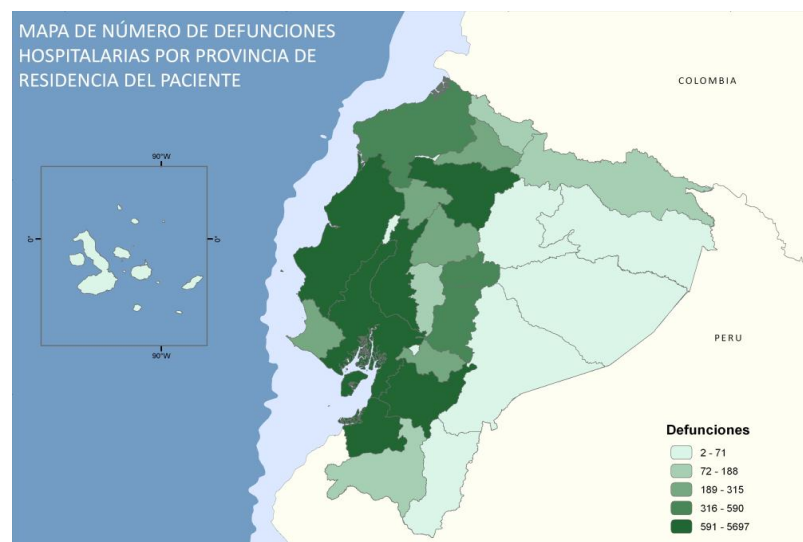 MAPA DE NÚMERO DE DEFUNCIONES
HOSPITALARIAS POR PROVINCIA DE
RESIDENCIA DEL PACIENTE
COLOMBIA
90°W
0°
0°
90°W
PERU
Defunciones
2 - 71
72 - 188
189 - 315
316 - 590
591 - 5697